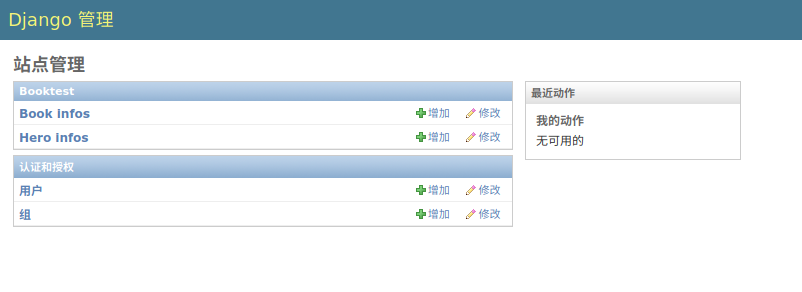 Django 管理
站点管理
Booktest
Book infos 增加 修改
Hero infos 增加 修改
认证和授权
用户 增加 修改
组 增加 修改
最近动作
我的动作
无可用的